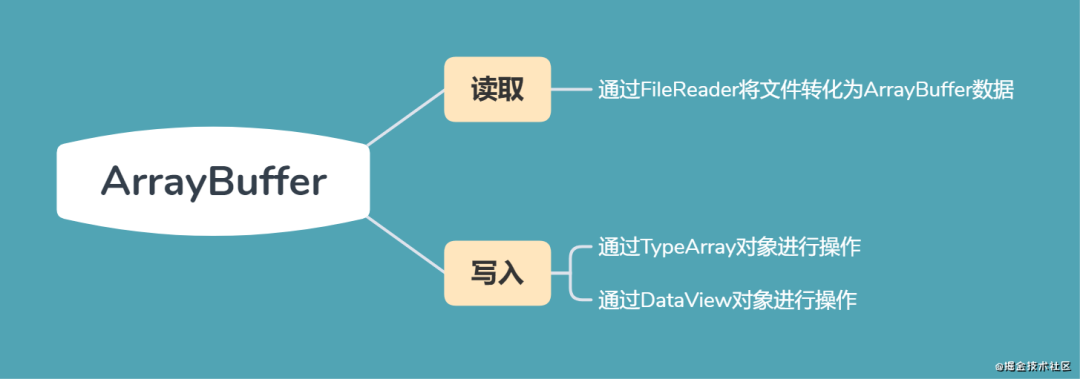 ArrayBuffer
读取
通过FileReader将文件转化为ArrayBuffer数据
写入
通过TypeArray对象进行操作
通过DataView对象进行操作
@掘金技术社区